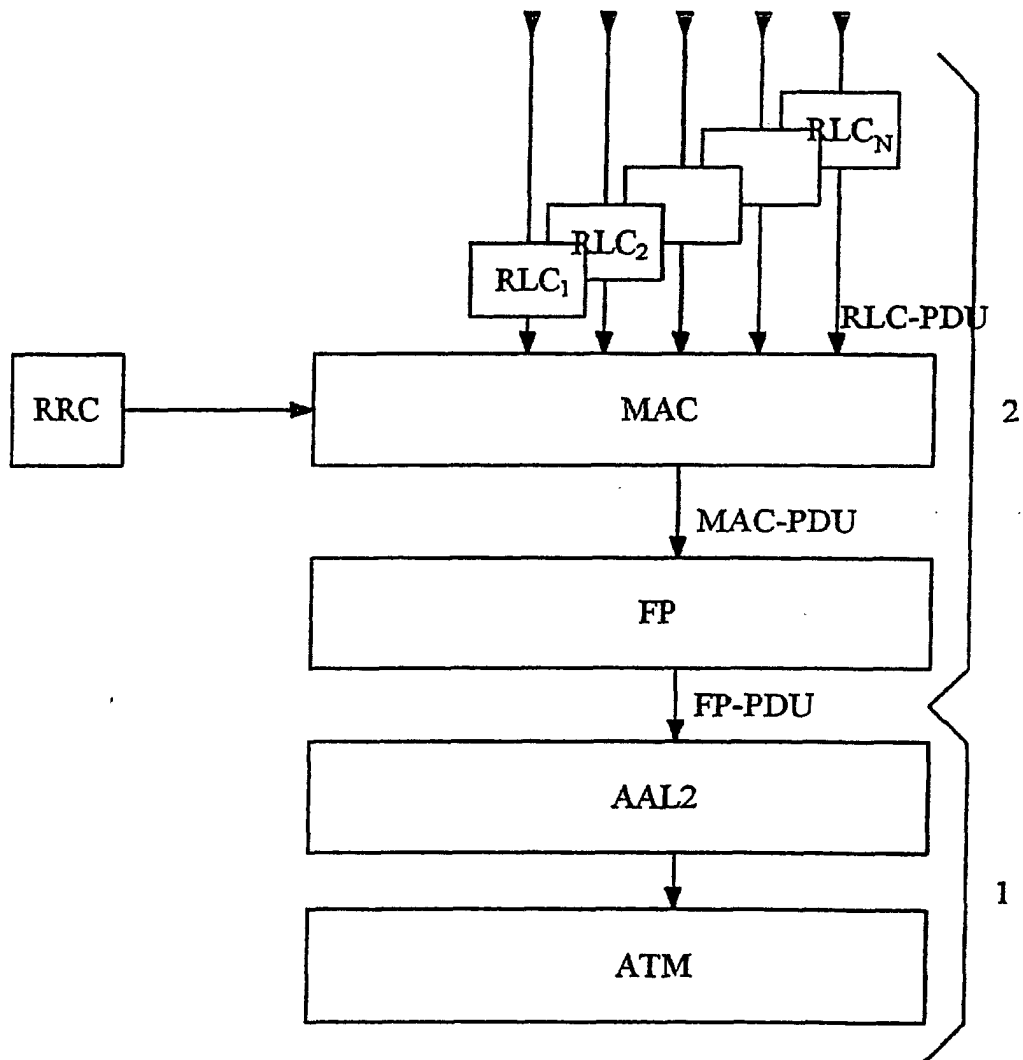 RLC_N
RLC_2
RLC_1
RLC-PDU
RRC
MAC
2
MAC-PDU
FP
FP-PDU
AAL2
1
ATM